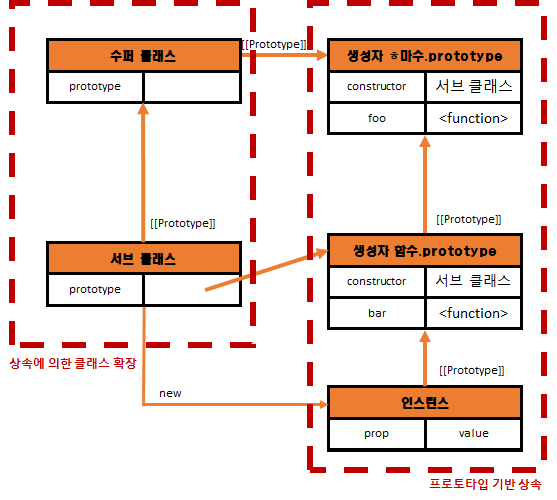 수퍼 클래스
prototype
[[Prototype]]
생성자 ㅎ마수.prototype
constructor 서브 클래스
foo <function>
[[Prototype]]
[[Prototype]]
서브 클래스
prototype
생성자 함수.prototype
constructor 서브 클래스
bar <function>
상속에 의한 클래스 확장
[[Prototype]]
new
인스턴스
prop value
프로토타입 기반 상속